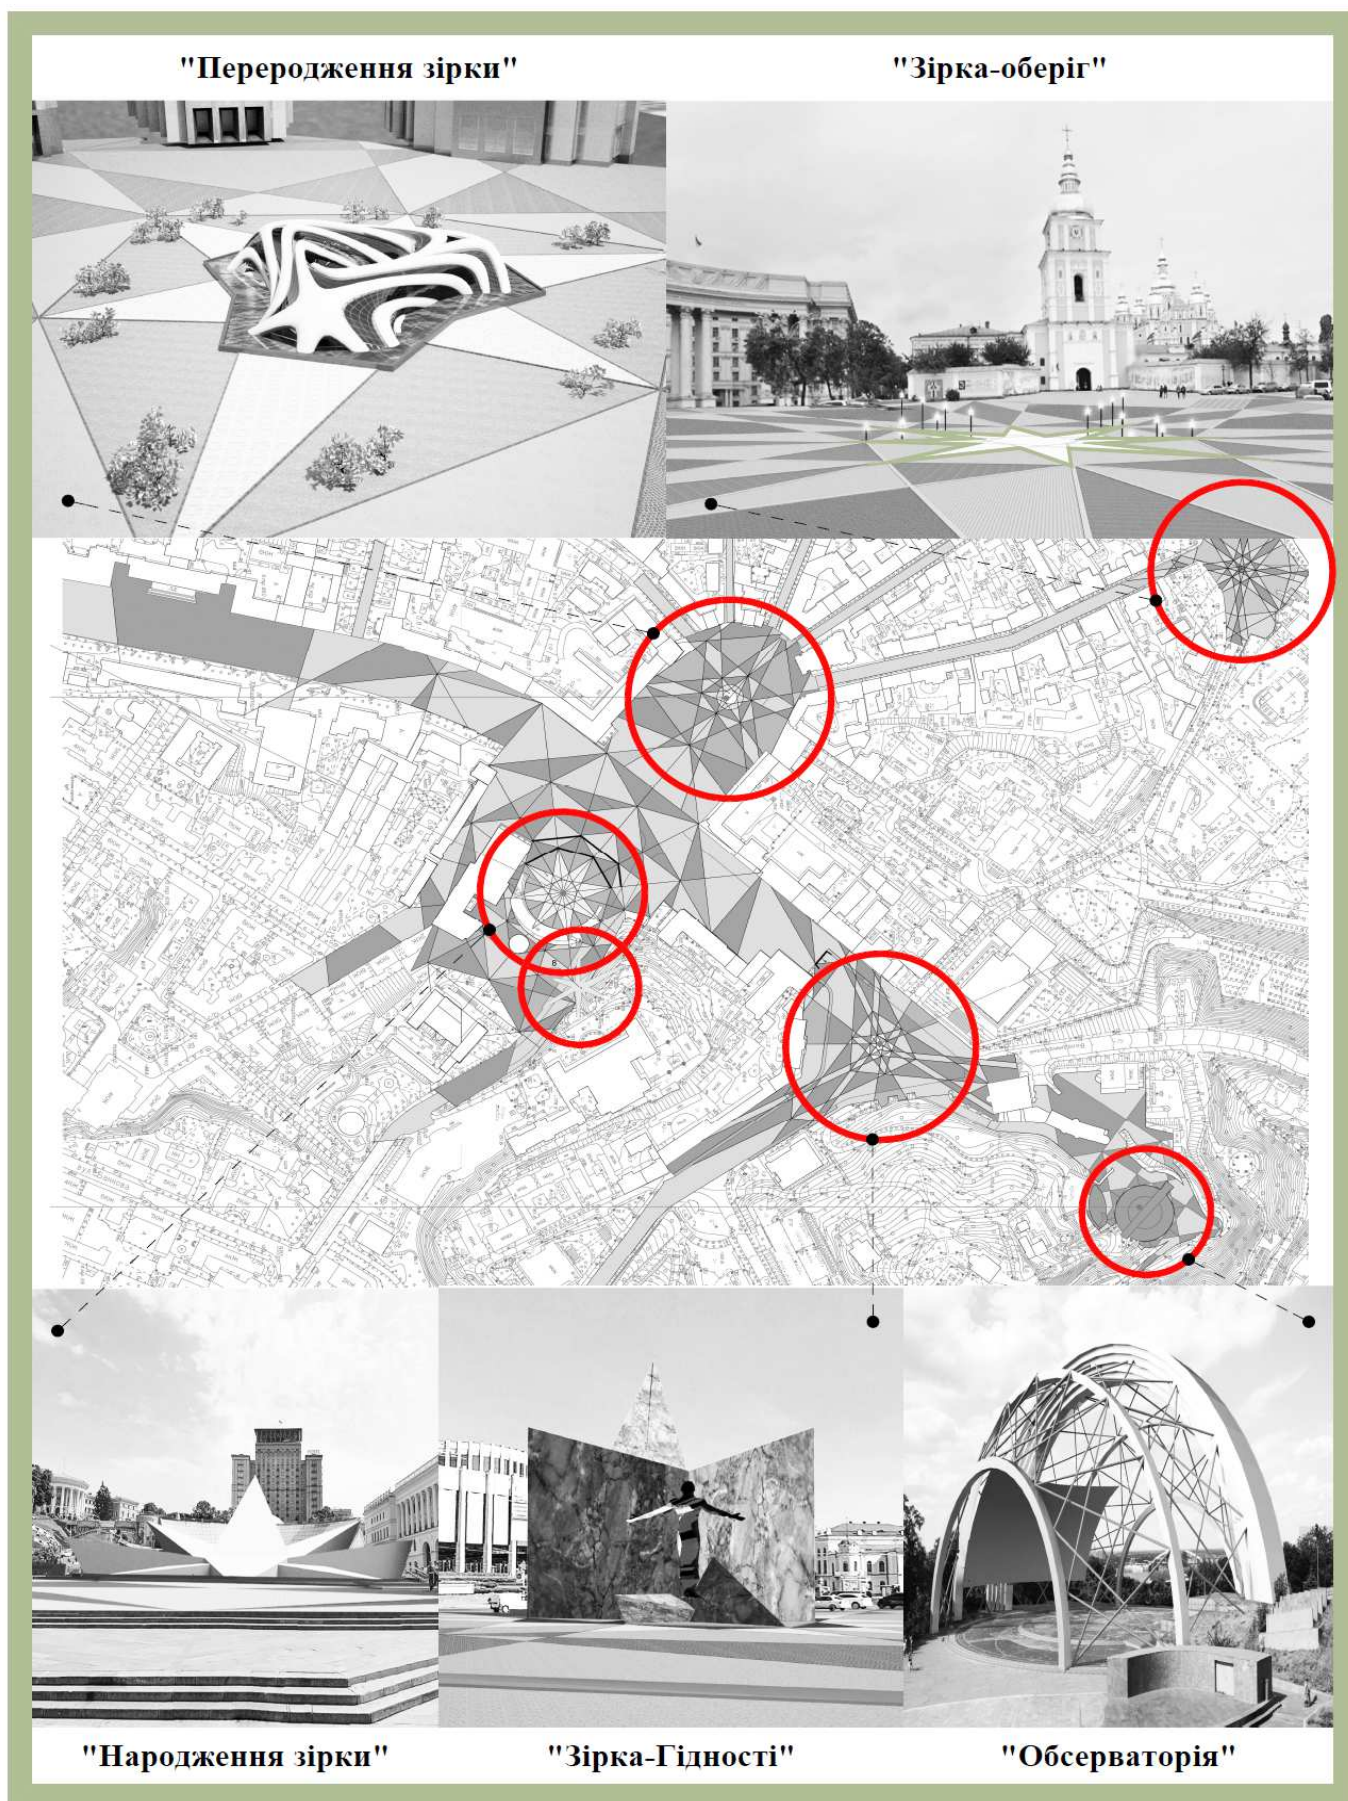 "Переродження зірки"
"Зірка-оберіг"
"Народження зірки"
"Зірка-Гідності"
"Обсерваторія"